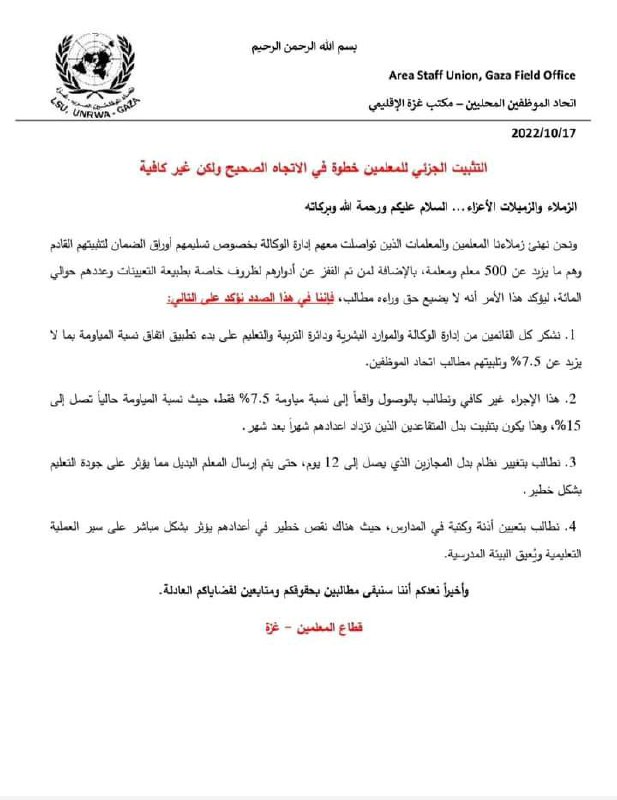 بسم الله الرحمن الرحيم
Area Staff Union, Gaza Field Office
اتحاد الموظفين المحليين – مكتب غزة الإقليمي
LSU, UNRWA - GAZA
2022/10/17
التثبيت الجزئي للمعلمين خطوة في الاتجاه الصحيح ولكن غير كافية
الزملاء والزميلات الأعزاء... السلام عليكم ورحمة الله وبركاته
ونحن نهنئ زملاءنا المعلمين والمعلمات الذين تواصلت معهم إدارة الوكالة بخصوص تسليمهم أوراق الضمان لتثبيتهم القادم
وهم ما يزيد عن 500 معلم ومعلمة، بالإضافة لمن تم القفز عن أدوارهم لظروف خاصة بطبيعة التعيينات وعددهم حوالي
المائة، ليؤكد هذا الأمر أنه لا يضيع حق وراءه مطالب، فإننا في هذا الصدد نؤكد على التالي:
1. نشكر كل القائمين من إدارة الوكالة والموارد البشرية ودائرة التربية والتعليم على بدء تطبيق اتفاق نسبة المياومة بما لا
يزيد عن 7.5% وتلبيتهم مطالب اتحاد الموظفين.
2. هذا الإجراء غير كافي ونطالب بالوصول واقعاً إلى نسبة مياومة 7.5% فقط، حيث نسبة المياومة حالياً تصل إلى
15%، وهذا يكون بتثبيت بدل المتقاعدين الذين تزداد اعدادهم شهراً بعد شهر.
3. نطالب بتغيير نظام بدل المجازين الذي يصل إلى 12 يوم، حتى يتم إرسال المعلم البديل مما يؤثر على جودة التعليم
بشكل خطير.
4. نطالب بتعيين أذنة وكتبة في المدارس، حيث هناك نقص خطير في أعدادهم يؤثر بشكل مباشر على سير العملية
التعليمية ويُعيق البيئة المدرسية.
وأخيراً نعدكم أننا سنبقى مطالبين بحقوقكم ومتابعين لقضاياكم العادلة.
قطاع المعلمين - غزة